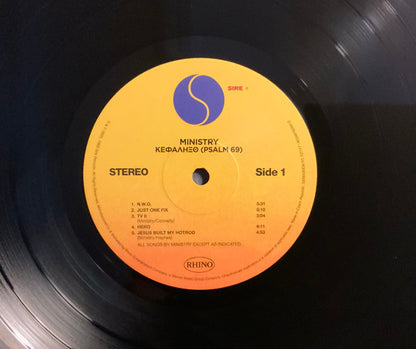 SIRE
MINISTRY
ΚΕΦΑΛΗΞΘ (PSALM 69)
STEREO
Side 1
1. N.W.O. 5:31
2. JUST ONE FIX 5:10
3. TV II 3:04
(Ministry/Connelly)
4. HERO 4:11
5. JESUS BUILT MY HOTROD 4:53
(Ministry/Haynes)
ALL SONGS BY MINISTRY EXCEPT AS INDICATED.
RHINO